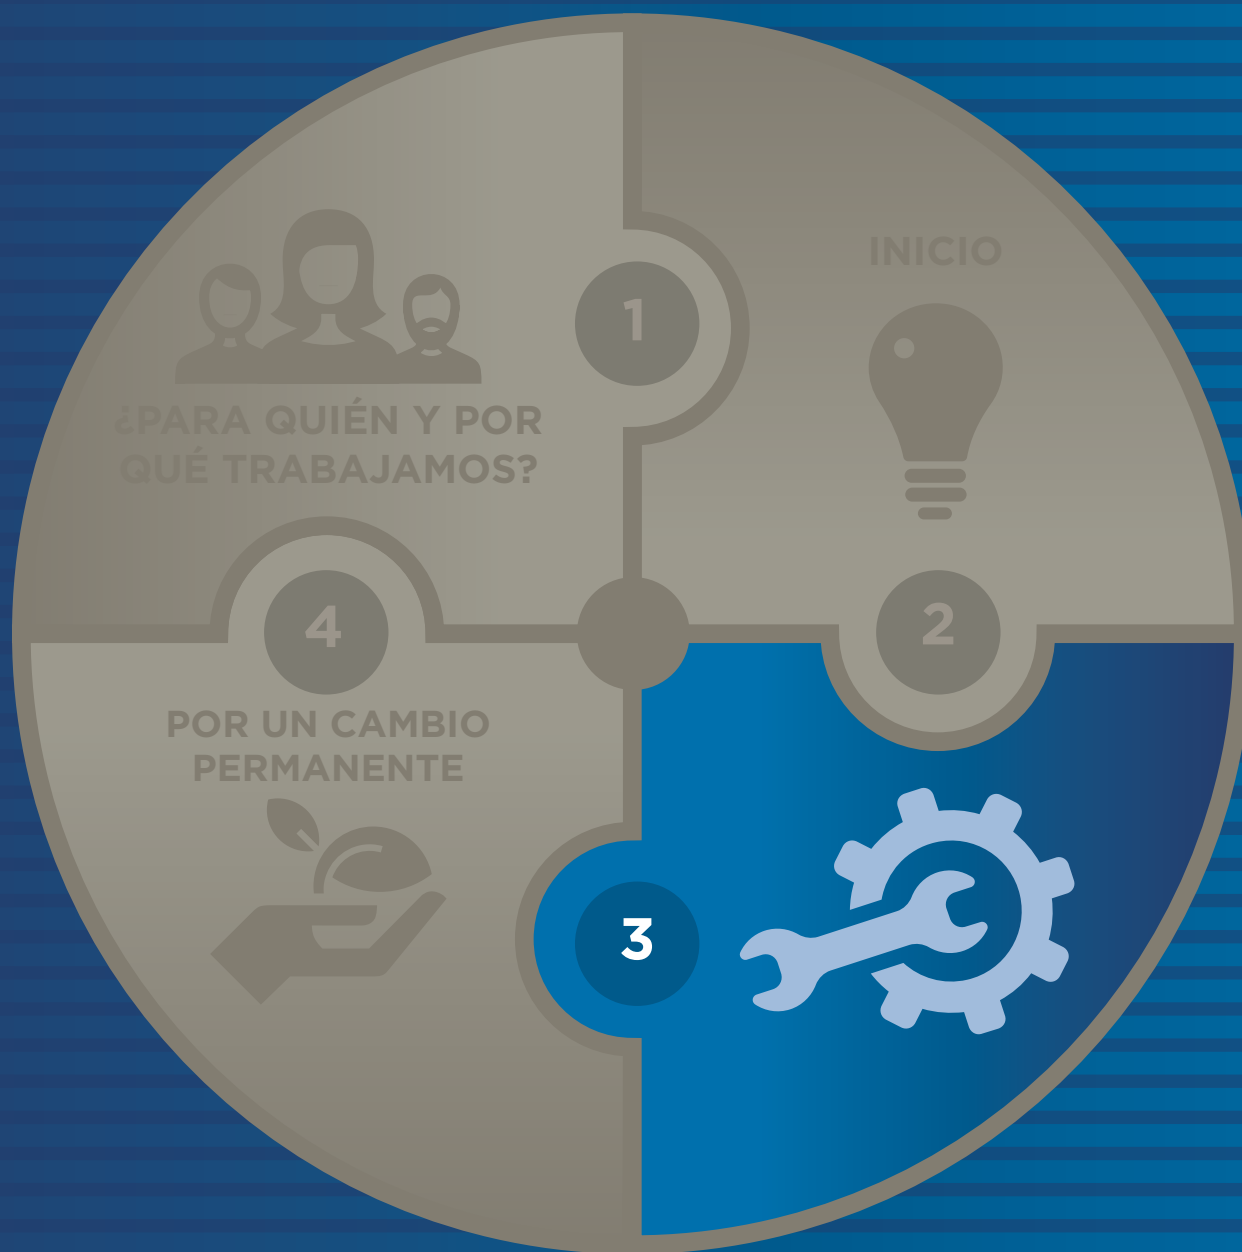 ¿PARA QUIÉN Y POR
QUÉ TRABAJAMOS?
1
INICIO
2
3
4
POR UN CAMBIO
PERMANENTE